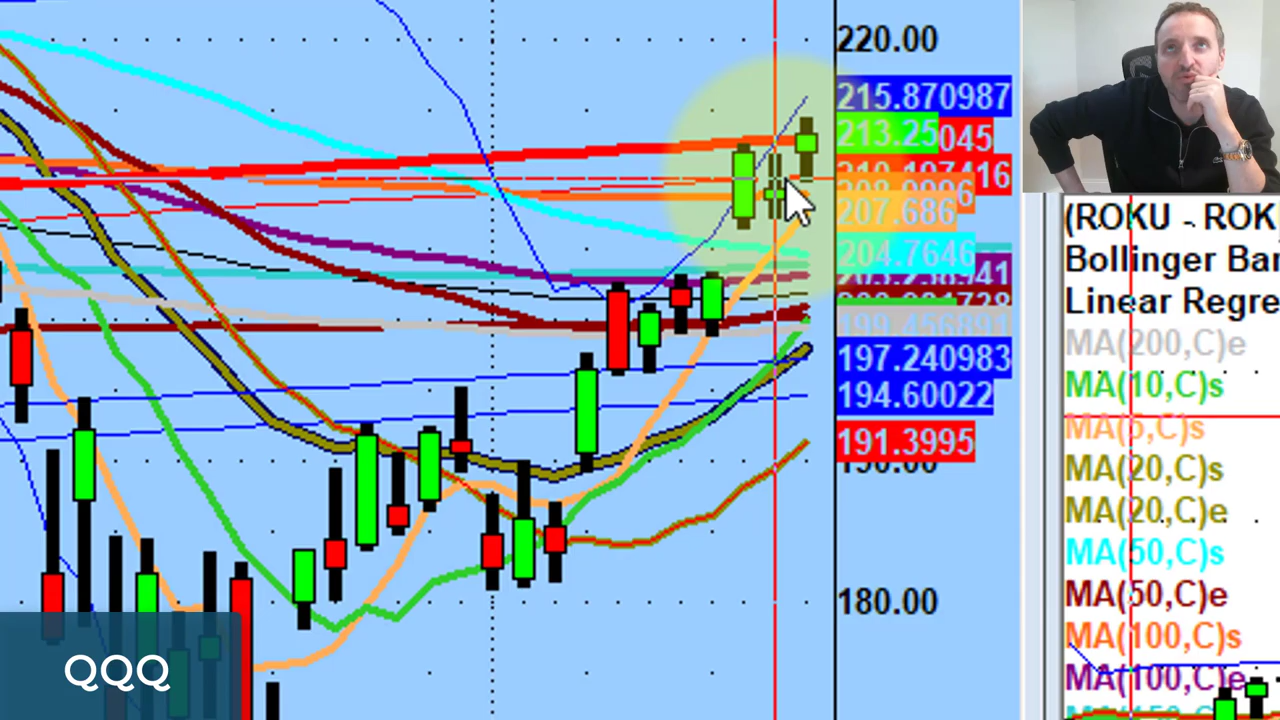 220.00
215.870987
213.25
045
207.686
204.7646
197.240983
194.60022
191.3995
180.00
(ROKU - ROK
Bollinger Ban
Linear Regre
MA(200,C)e
MA(10,C)s
MA(5,C)s
MA(20,C)s
MA(20,C)e
MA(50,C)s
MA(50,C)e
MA(100,C)s
MA(100,C)e
QQQ